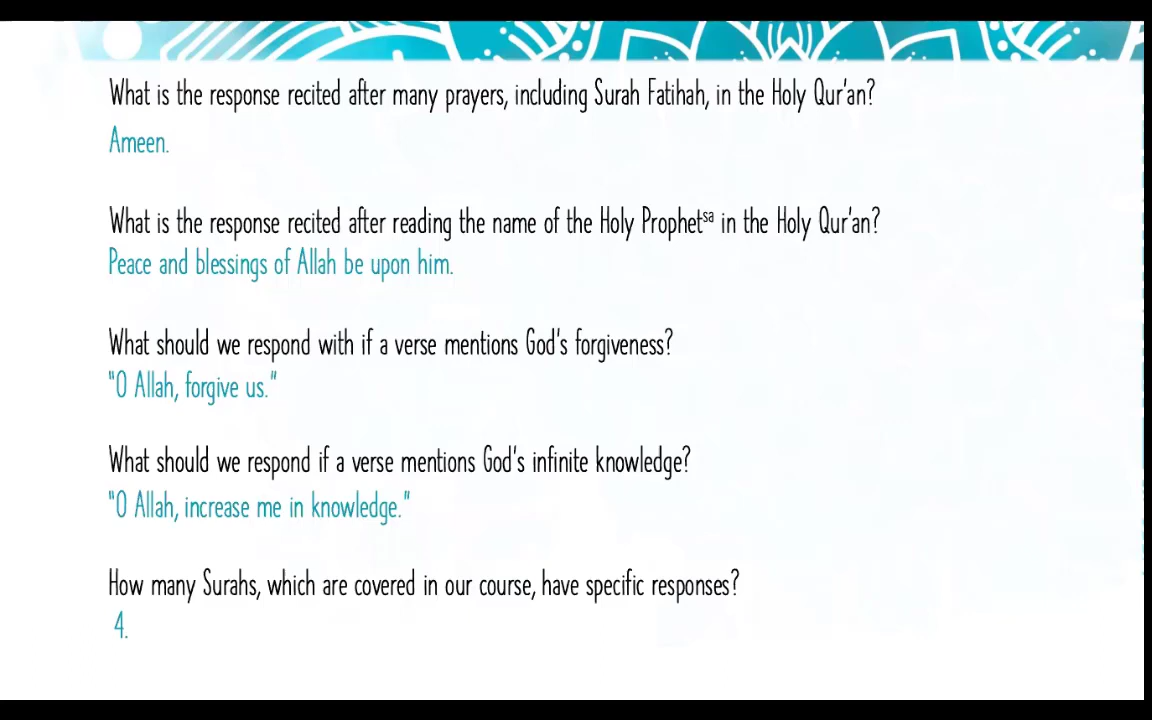 What is the response recited after many prayers, including Surah Fatihah, in the Holy Qur'an?
Ameen.
What is the response recited after reading the name of the Holy Prophetsa in the Holy Qur'an?
Peace and blessings of Allah be upon him.
What should we respond with if a verse mentions God's forgiveness?
"O Allah, forgive us."
What should we respond if a verse mentions God's infinite knowledge?
"O Allah, increase me in knowledge."
How many Surahs, which are covered in our course, have specific responses?
4.